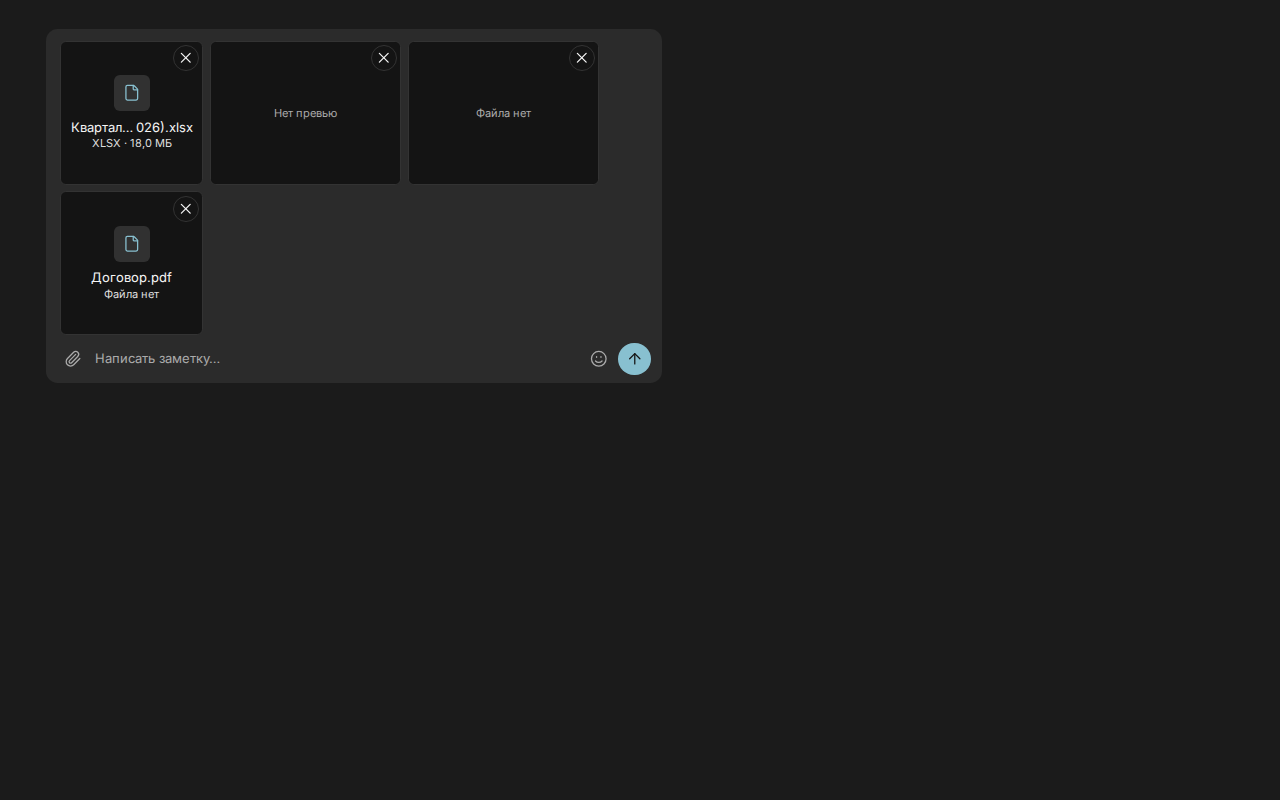 Квартал... 026).xlsx
XLSX · 18,0 МБ
Нет превью
Файла нет
Договор.pdf
Файла нет
Написать заметку...